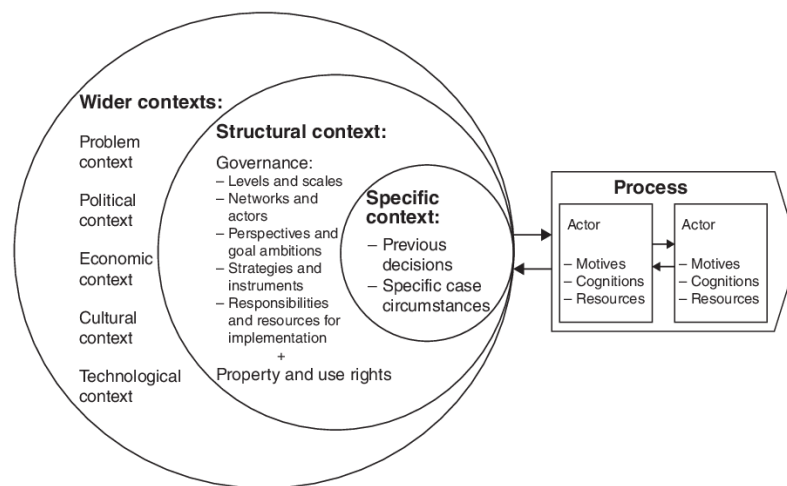 Wider contexts:
Problem
context
Political
context
Economic
context
Cultural
context
Technological
context
Structural context:
Governance:
– Levels and scales
– Networks and
actors
– Perspectives and
goal ambitions
– Strategies and
instruments
– Responsibilities
and resources for
implementation
+
Property and use rights
Specific
context:
– Previous
decisions
– Specific case
circumstances
Process
Actor
– Motives
– Cognitions
– Resources
Actor
– Motives
– Cognitions
– Resources